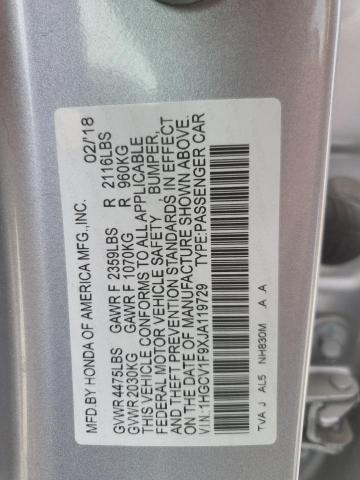 MFD.BY HONDA OF AMERICA MFG.,INC. 02/'18
GVWR 4475LBS GAWR F 2359LBS R 2116LBS
GVWR 2030KG GAWR F 1070KG R 960KG
THIS VEHICLE CONFORMS TO ALL APPLICABLE
FEDERAL MOTOR VEHICLE SAFETY , BUMPER,
AND THEFT PREVENTION STANDARDS IN EFFECT
ON THE DATE OF MANUFACTURE SHOWN ABOVE.
V.I.N.:1HGCV1F9XJA119729 TYPE:PASSENGER CAR
TVA J AL5 NH830M A A